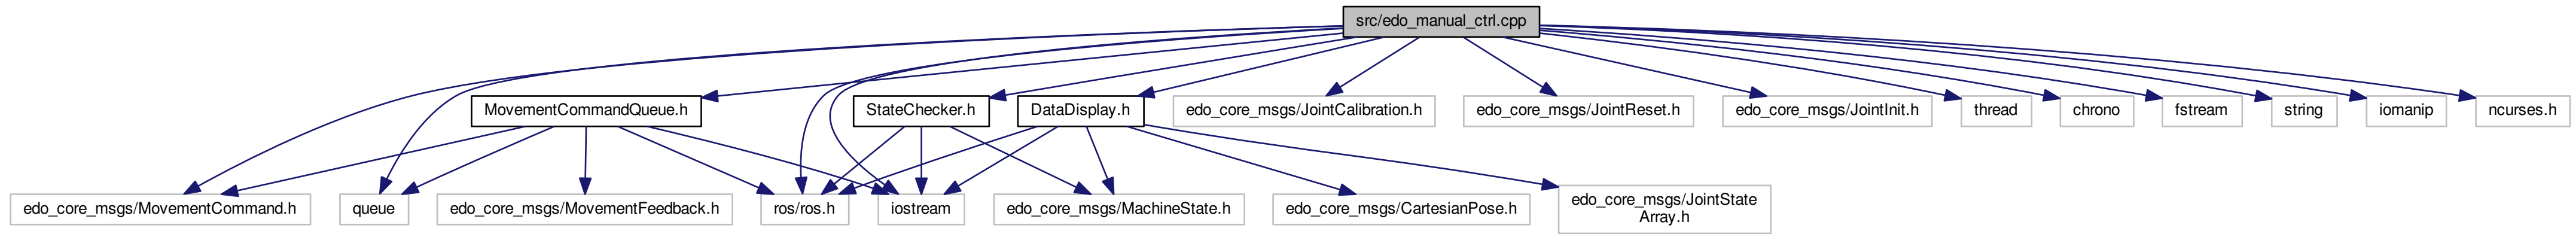 src/edo_manual_ctrl.cpp
MovementCommandQueue.h
StateChecker.h
DataDisplay.h
edo_core_msgs/JointCalibration.h
edo_core_msgs/JointReset.h
edo_core_msgs/JointInit.h
thread
chrono
fstream
string
iomanip
ncurses.h
edo_core_msgs/MovementCommand.h
queue
edo_core_msgs/MovementFeedback.h
ros/ros.h
iostream
edo_core_msgs/MachineState.h
edo_core_msgs/CartesianPose.h
edo_core_msgs/JointState
Array.h